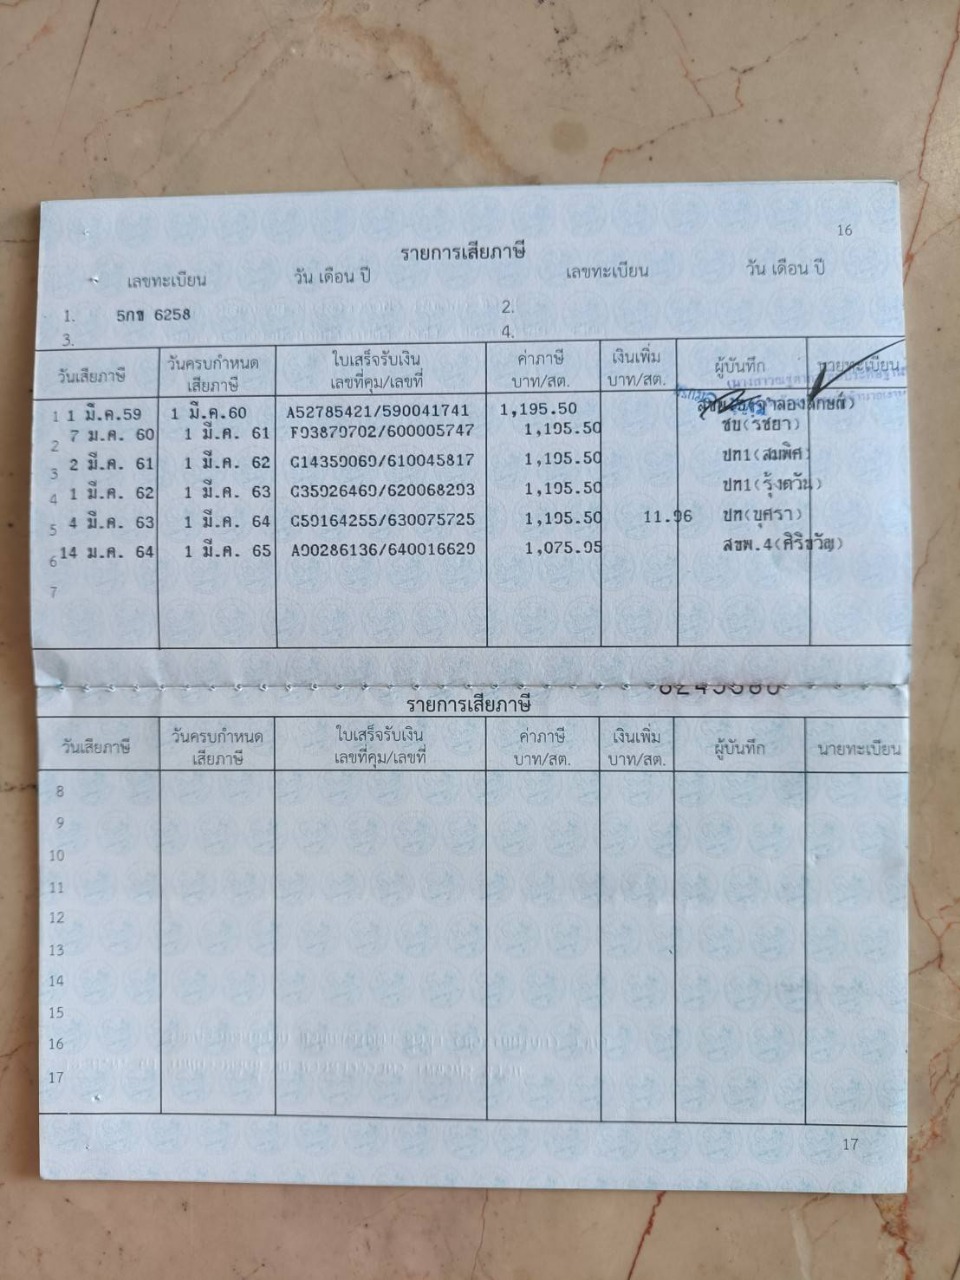 16
รายการเสียภาษี
เลขทะเบียน วัน เดือน ปี เลขทะเบียน วัน เดือน ปี
1. 5กข 6258 2.
3. 4.
วันเสียภาษี วันครบกำหนด เสียภาษี ใบเสร็จรับเงิน เลขที่คุม/เลขที่ ค่าภาษี บาท/สต. เงินเพิ่ม บาท/สต. ผู้บันทึก นายทะเบียน
1 1 มี.ค.59 1 มี.ค.60 A52785421/590041741 1,195.50
2 7 ม.ค. 60 1 มี.ค. 61 F93879702/600005747 1,195.50 ชบ(รชยา)
3 2 มี.ค. 61 1 มี.ค. 62 G14359069/610045817 1,195.50 ปท1(สมพิศ)
4 1 มี.ค. 62 1 มี.ค. 63 G35926469/620068293 1,195.50 ปท1(รุ้งตวัน)
5 4 มี.ค. 63 1 มี.ค. 64 G59164255/630075725 1,195.50 11.96 ปท(บุศรา)
6 14 ม.ค. 64 1 มี.ค. 65 A90286136/640016629 1,075.95 สขพ.4(ศิริขวัญ)
7
รายการเสียภาษี
วันเสียภาษี วันครบกำหนด เสียภาษี ใบเสร็จรับเงิน เลขที่คุม/เลขที่ ค่าภาษี บาท/สต. เงินเพิ่ม บาท/สต. ผู้บันทึก นายทะเบียน
8
9
10
11
12
13
14
15
16
17
17